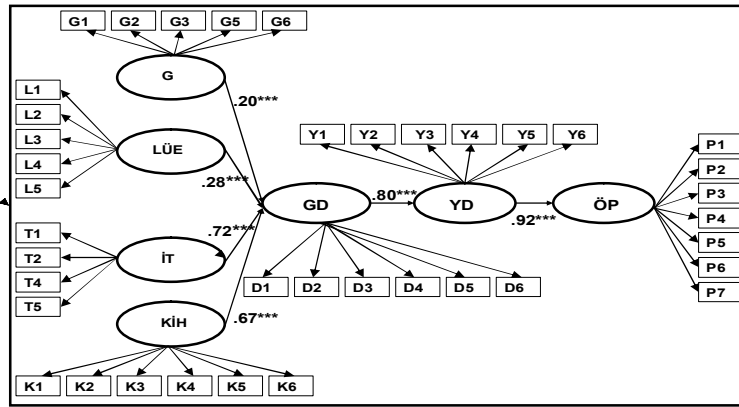 G1 G2 G3 G5 G6
G
.20***
L1
L2
L3
L4
L5
LÜE
.28***
Y1 Y2 Y3 Y4 Y5 Y6
GD
.80***
YD
.92***
ÖP
P1
P2
P3
P4
P5
P6
P7
T1
T2
T4
T5
İT
.72***
D1 D2 D3 D4 D5 D6
KİH
.67***
K1 K2 K3 K4 K5 K6